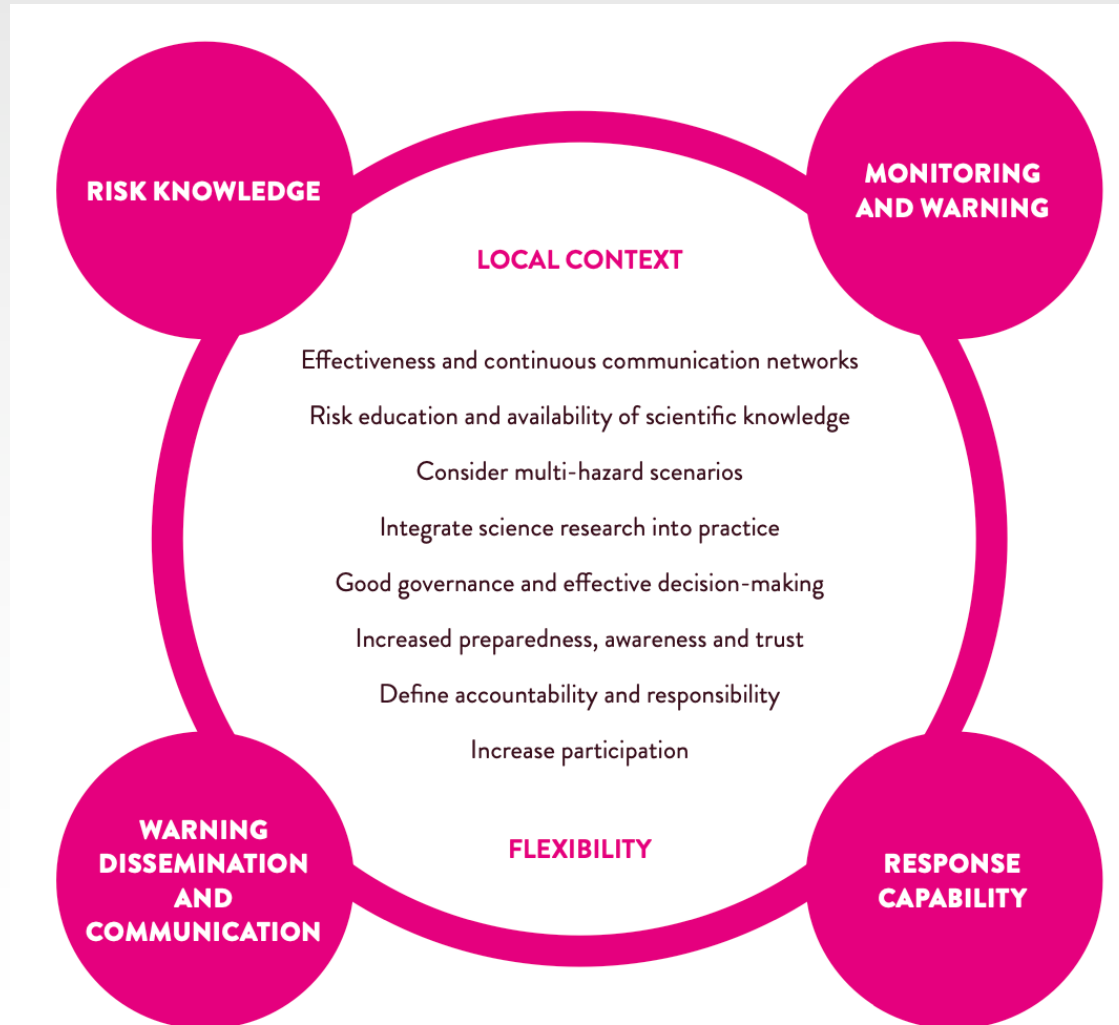 RISK KNOWLEDGE
MONITORING
AND WARNING
LOCAL CONTEXT
Effectiveness and continuous communication networks
Risk education and availability of scientific knowledge
Consider multi-hazard scenarios
Integrate science research into practice
Good governance and effective decision-making
Increased preparedness, awareness and trust
Define accountability and responsibility
Increase participation
FLEXIBILITY
WARNING
DISSEMINATION
AND
COMMUNICATION
RESPONSE
CAPABILITY